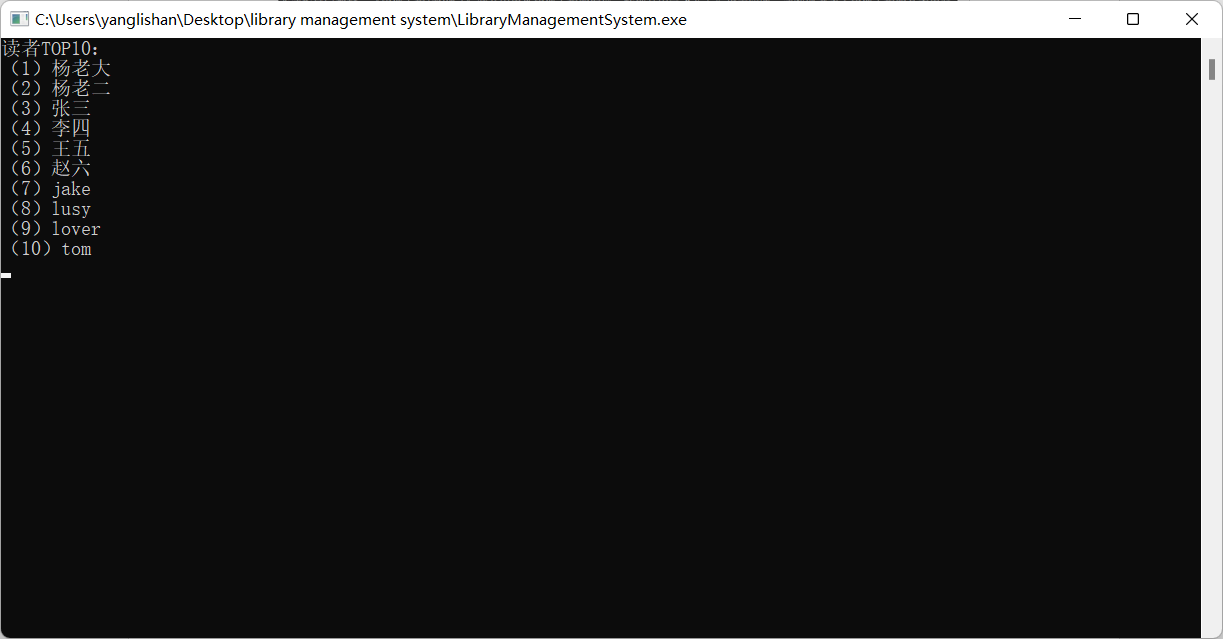 C:\Users\yanglishan\Desktop\library management system\LibraryManagementSystem.exe
读者TOP10:
（1）杨老大
（2）杨老二
（3）张三
（4）李四
（5）王五
（6）赵六
（7）jake
（8）lusy
（9）lover
（10）tom